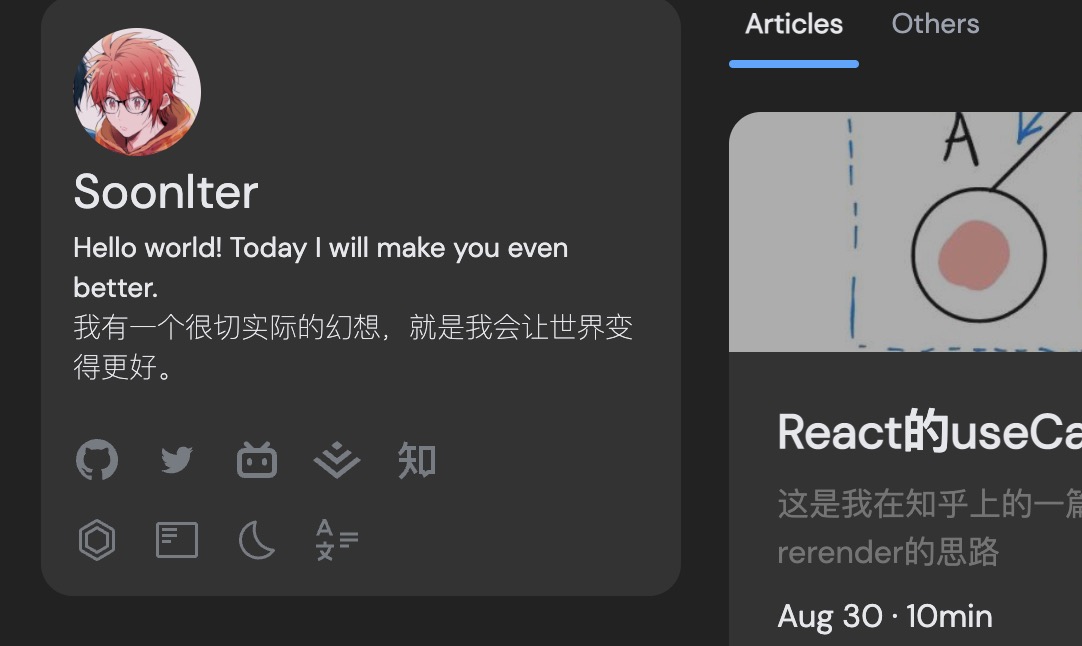 SoonIter
Hello world! Today I will make you even
better.
我有一个很切实际的幻想，就是我会让世界变
得更好。
知
A
文
Articles
Others
A
React的useCa
这是我在知乎上的一篇
rerender的思路
Aug 30 · 10min